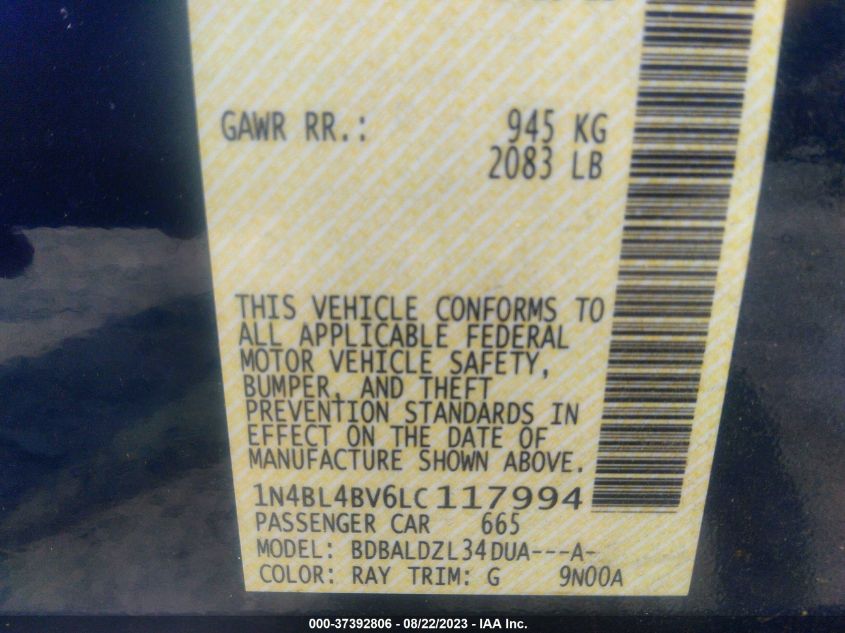 GAWR RR.: 945 KG
2083 LB
THIS VEHICLE CONFORMS TO
ALL APPLICABLE FEDERAL
MOTOR VEHICLE SAFETY,
BUMPER, AND THEFT
PREVENTION STANDARDS IN
EFFECT ON THE DATE OF
MANUFACTURE SHOWN ABOVE.
1N4BL4BV6LC117994
PASSENGER CAR 665
MODEL: BDBALDZL34DUA---A-
COLOR: RAY TRIM: G 9N00A
000-37392806 - 08/22/2023 - IAA Inc.